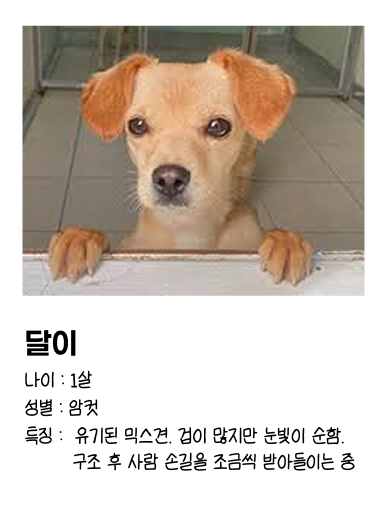 달이
나이 : 1살
성별 : 암컷
특징 : 유기된 믹스견. 겁이 많지만 눈빛이 순함.
구조 후 사람 손길을 조금씩 받아들이는 중